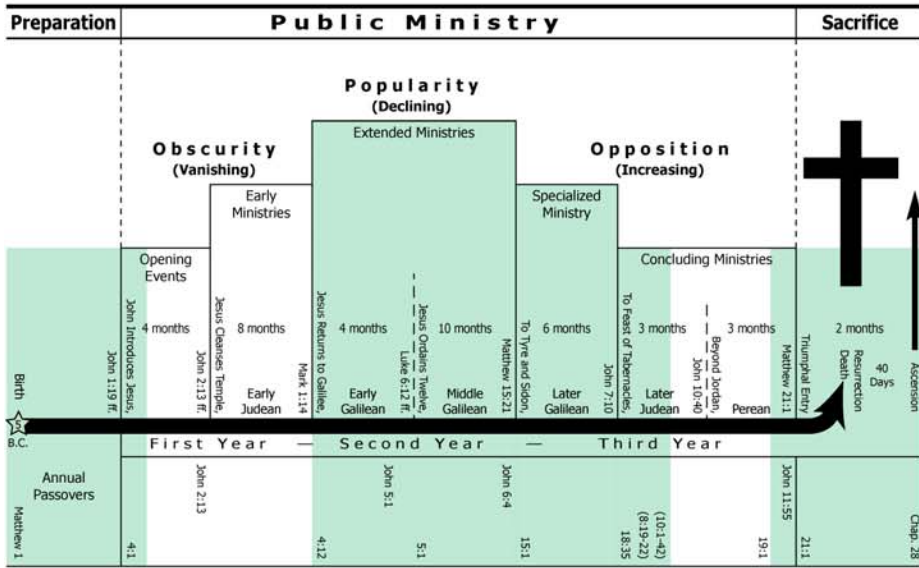 Preparation
Public Ministry
Sacrifice
Popularity
(Declining)
Extended Ministries
Obscurity
(Vanishing)
Opposition
(Increasing)
Early
Ministries
Specialized
Ministry
Opening
Events
Concluding Ministries
4 months
8 months
4 months
10 months
6 months
3 months
3 months
2 months
Birth
John 1:19 ff.
John Introduces Jesus,
John 2:13 ff.
Jesus Cleanses Temple,
Mark 1:14
Jesus Returns to Galilee,
Luke 6:12 ff.
Jesus Ordains Twelve,
Matthew 15:21
To Tyre and Sidon,
John 7:10
To Feast of Tabernacles,
John 10:40
Beyond Jordan,
Matthew 21:1
Triumphal Entry
Death
Resurrection
40
Days
Ascension
Early
Judean
Early
Galilean
Middle
Galilean
Later
Galilean
Later
Judean
Perean
5
B.C.
First Year — Second Year — Third Year
Annual
Passovers
John 2:13
John 5:1
John 6:4
John 11:55
Matthew 1
4:1
4:12
5:1
15:1
18:35
(8:19-22)
(10:1-42)
19:1
21:1
Chap. 28